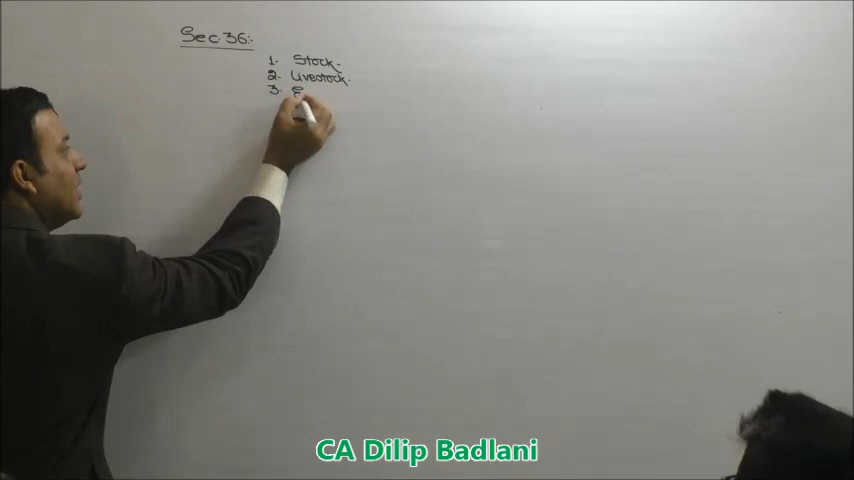 Sec. 36:-
1- Stock.
2- Livestock.
3- E
CA Dilip Badlani